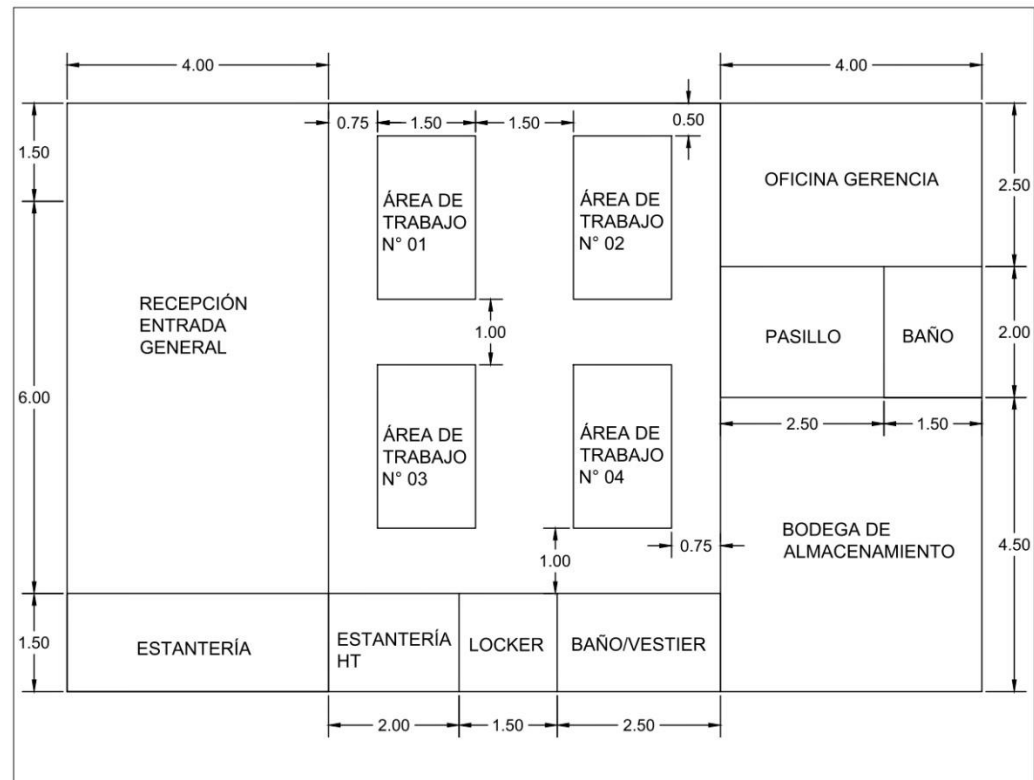 4.00
4.00
0.75
1.50
1.50
0.50
1.50
ÁREA DE
TRABAJO
N° 01
ÁREA DE
TRABAJO
N° 02
OFICINA GERENCIA
2.50
RECEPCIÓN
ENTRADA
GENERAL
1.00
PASILLO
BAÑO
2.00
6.00
2.50
1.50
ÁREA DE
TRABAJO
N° 03
ÁREA DE
TRABAJO
N° 04
BODEGA DE
ALMACENAMIENTO
4.50
0.75
1.00
1.50
ESTANTERÍA
ESTANTERÍA
HT
LOCKER
BAÑO/VESTIER
2.00
1.50
2.50